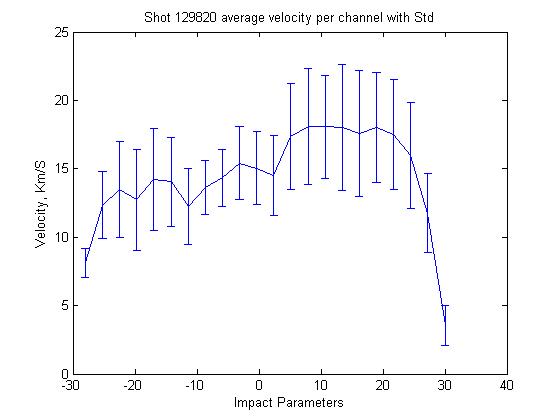 Shot 129820 average velocity per channel with Std
25
20
15
10
5
0
Velocity, Km/S
-30 -20 -10 0 10 20 30 40
Impact Parameters